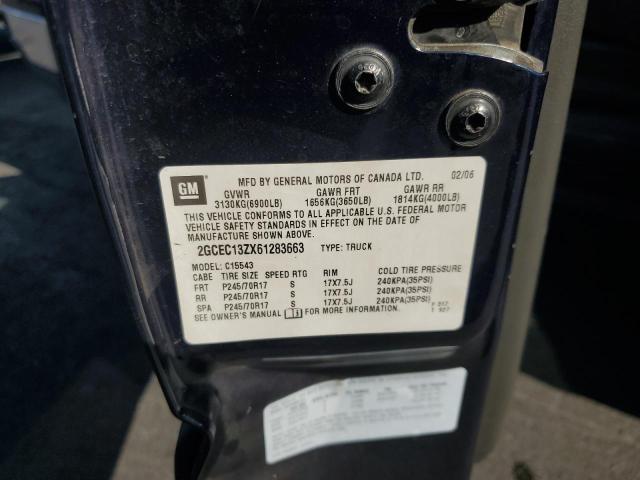 MFD BY GENERAL MOTORS OF CANADA LTD. 02/06
GM
GVWR GAWR FRT GAWR RR
3130KG(6900LB) 1656KG(3650LB) 1814KG(4000LB)
THIS VEHICLE CONFORMS TO ALL APPLICABLE U.S. FEDERAL MOTOR
VEHICLE SAFETY STANDARDS IN EFFECT ON THE DATE OF
MANUFACTURE SHOWN ABOVE.
2GCEC13ZX61283663 TYPE: TRUCK
MODEL: C15543
CABE TIRE SIZE SPEED RTG RIM COLD TIRE PRESSURE
FRT P245/70R17 S 17X7.5J 240KPA(35PSI)
RR P245/70R17 S 17X7.5J 240KPA(35PSI)
SPA P245/70R17 S 17X7.5J 240KPA(35PSI)
SEE OWNER'S MANUAL FOR MORE INFORMATION.
F 317
T 927